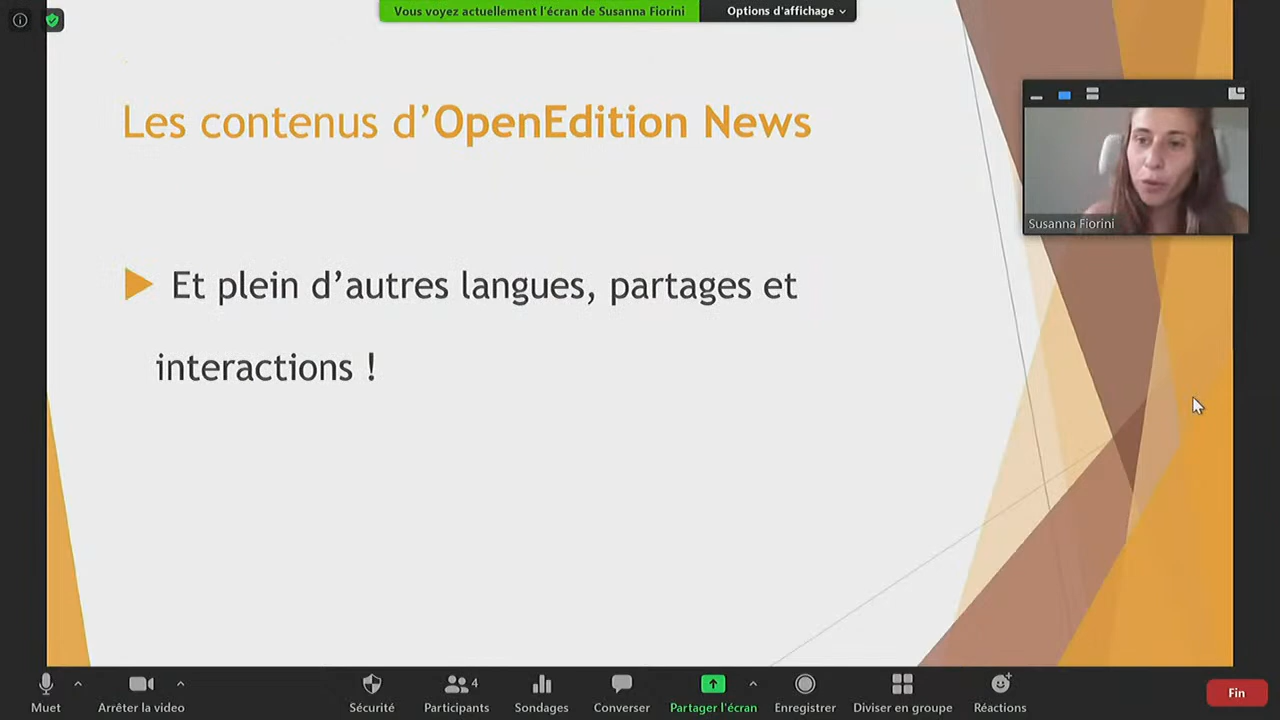 Vous voyez actuellement l'écran de Susanna Fiorini
Options d'affichage
Les contenus d’OpenEdition News
Susanna Fiorini
Et plein d’autres langues, partages et
interactions !
Muet
Arrêter la video
Sécurité
4
Participants
Sondages
Converser
Partager l'écran
Enregistrer
Diviser en groupe
Réactions
Fin